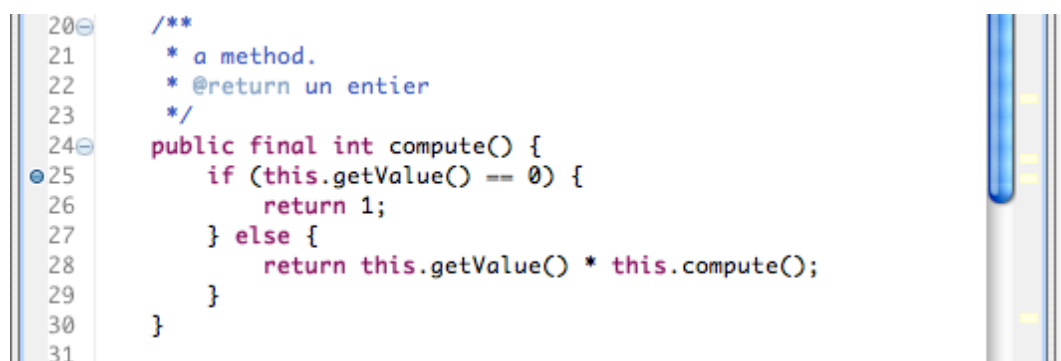 20 /**
21 * a method.
22 * @return un entier
23 */
24 public final int compute() {
25 if (this.getValue() == 0) {
26 return 1;
27 } else {
28 return this.getValue() * this.compute();
29 }
30 }
31